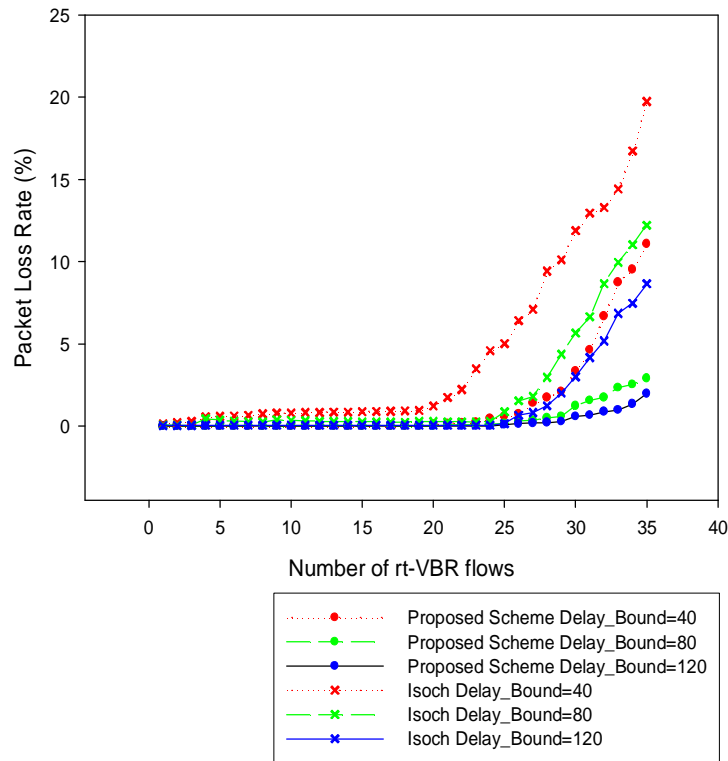 25
20
15
10
5
0
Packet Loss Rate (%)
0 5 10 15 20 25 30 35 40
Number of rt-VBR flows
Proposed Scheme Delay_Bound=40
Proposed Scheme Delay_Bound=80
Proposed Scheme Delay_Bound=120
Isoch Delay_Bound=40
Isoch Delay_Bound=80
Isoch Delay_Bound=120